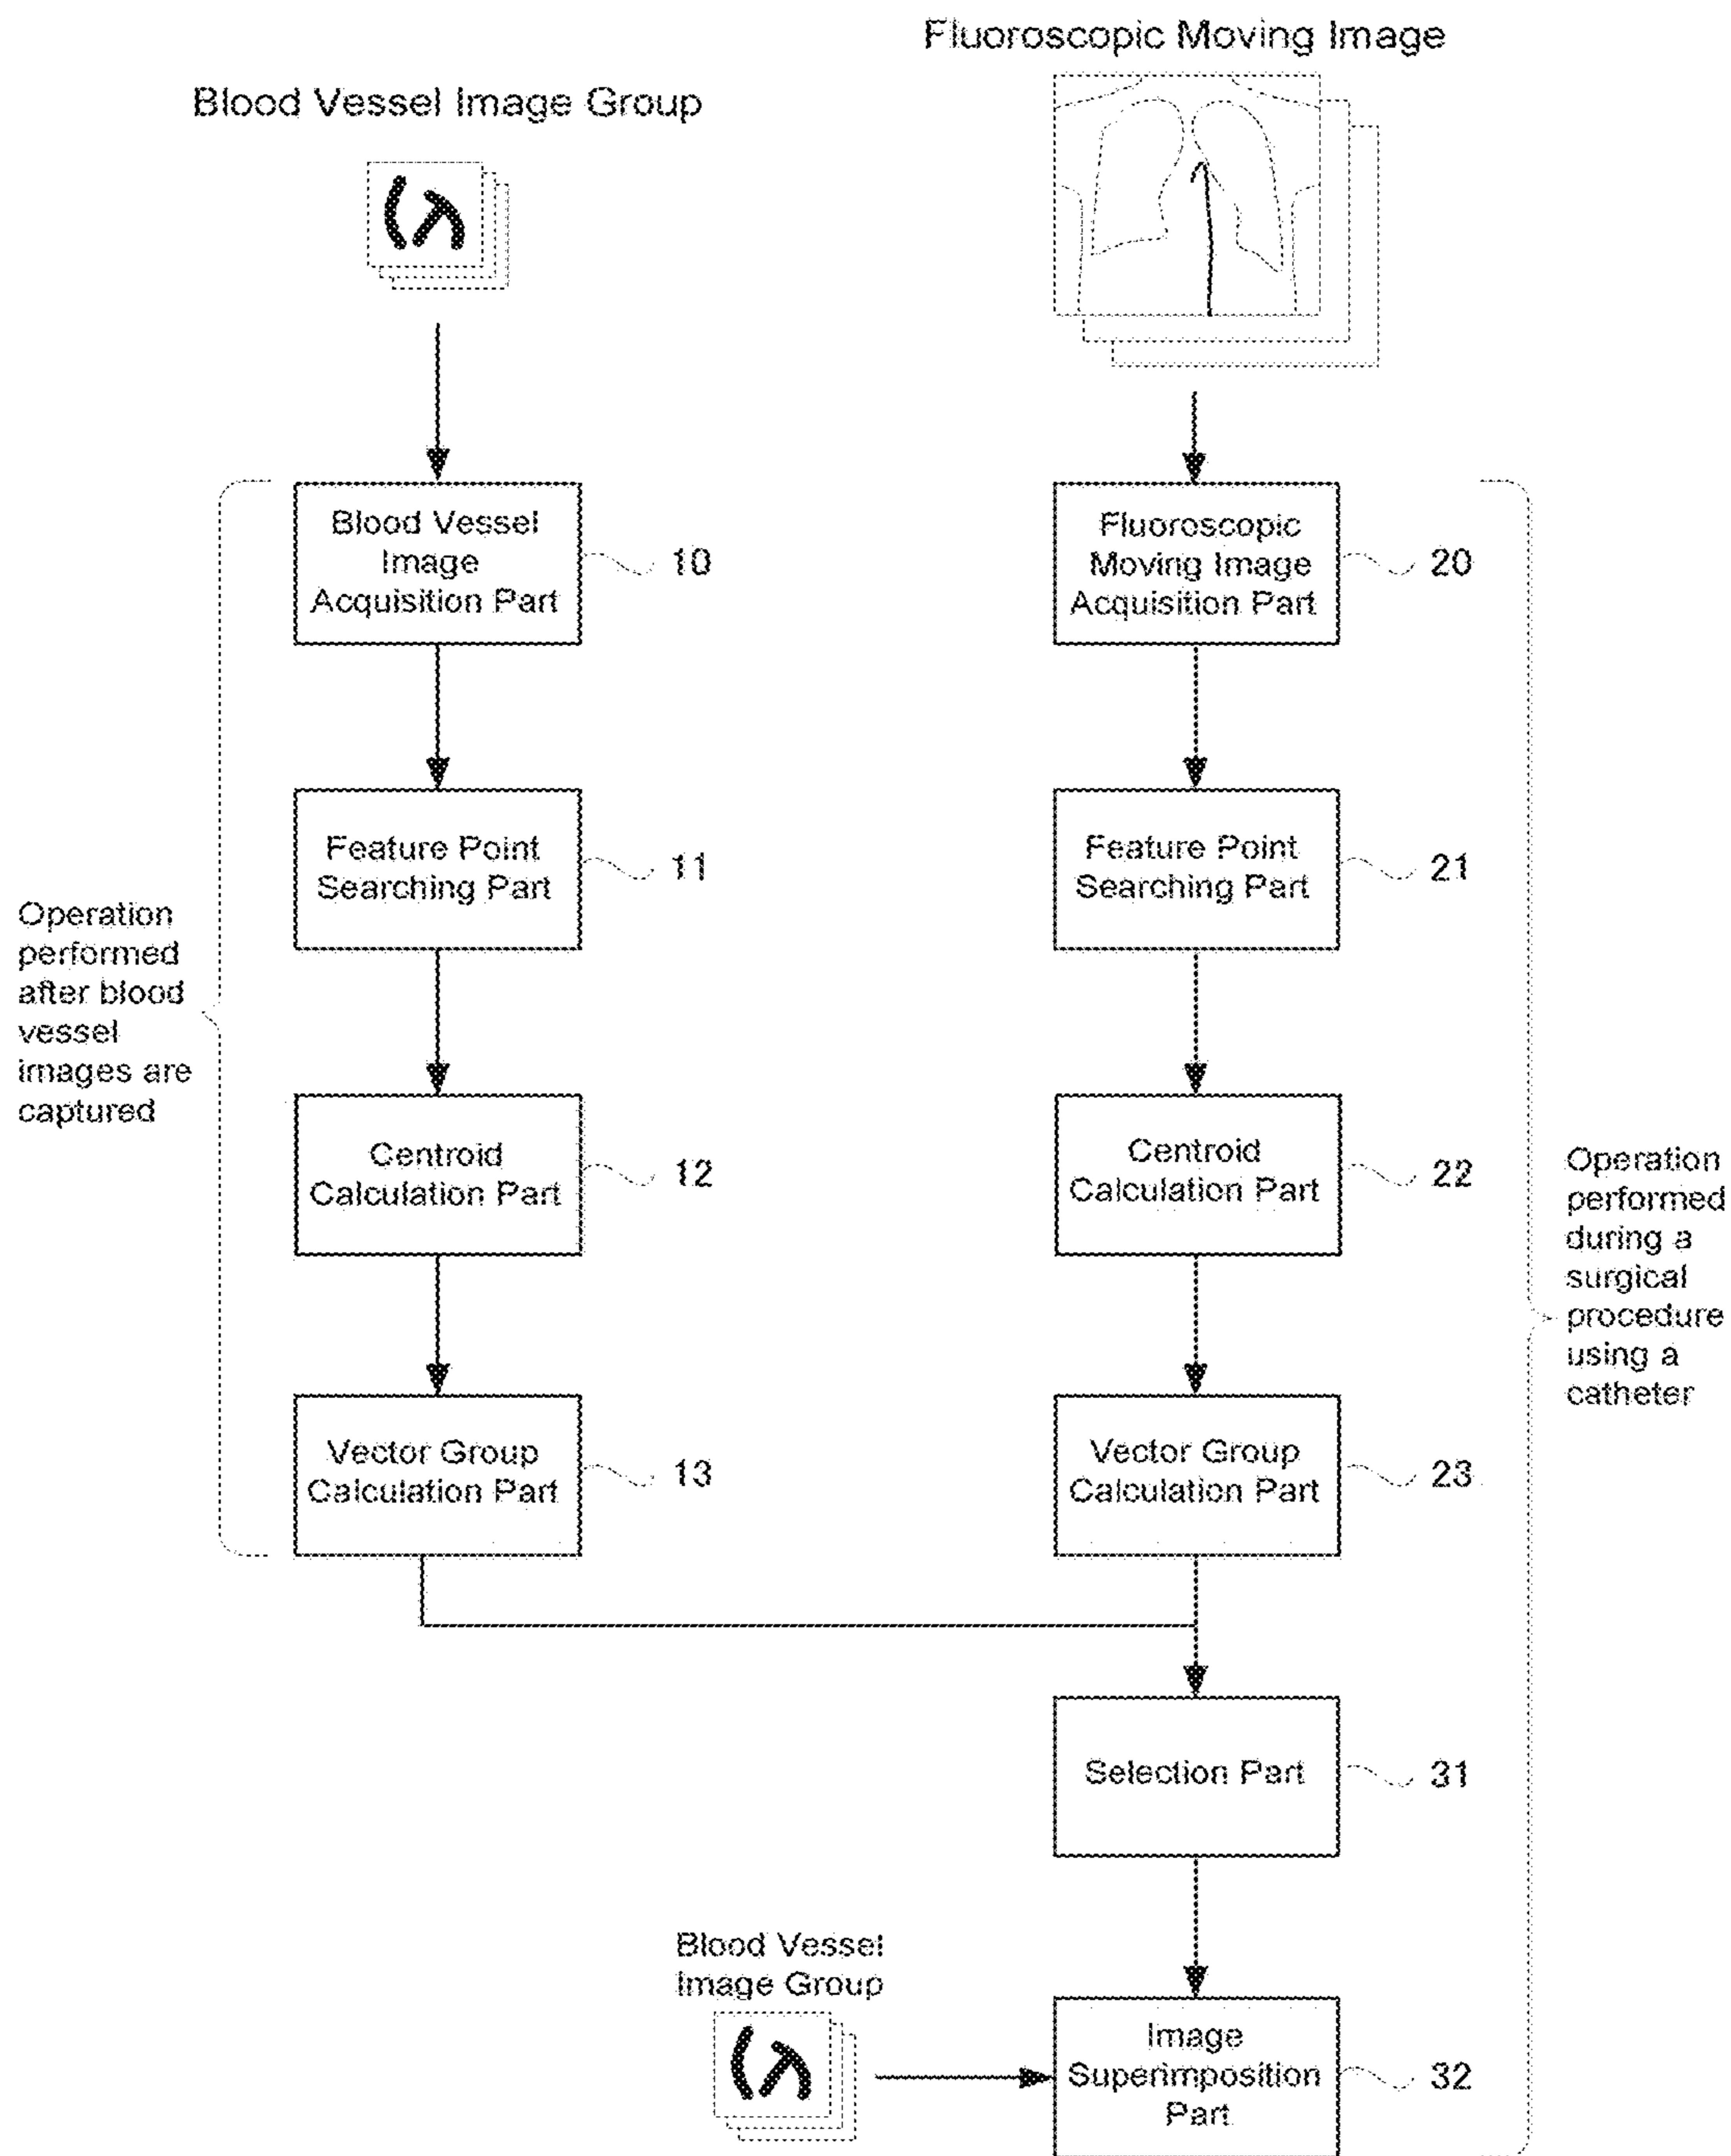 Fluoroscopic Moving Image
Blood Vessel Image Group
Blood Vessel
Image
Acquisition Part
10
Fluoroscopic
Moving Image
Acquisition Part
20
Feature Point
Searching Part
11
Feature Point
Searching Part
21
Operation
performed
after blood
vessel
images are
captured
Centroid
Calculation Part
12
Centroid
Calculation Part
22
Operation
performed
during a
surgical
procedure
using a
catheter
Vector Group
Calculation Part
13
Vector Group
Calculation Part
23
Selection Part
31
Blood Vessel
Image Group
Image
Superimposition
Part
32